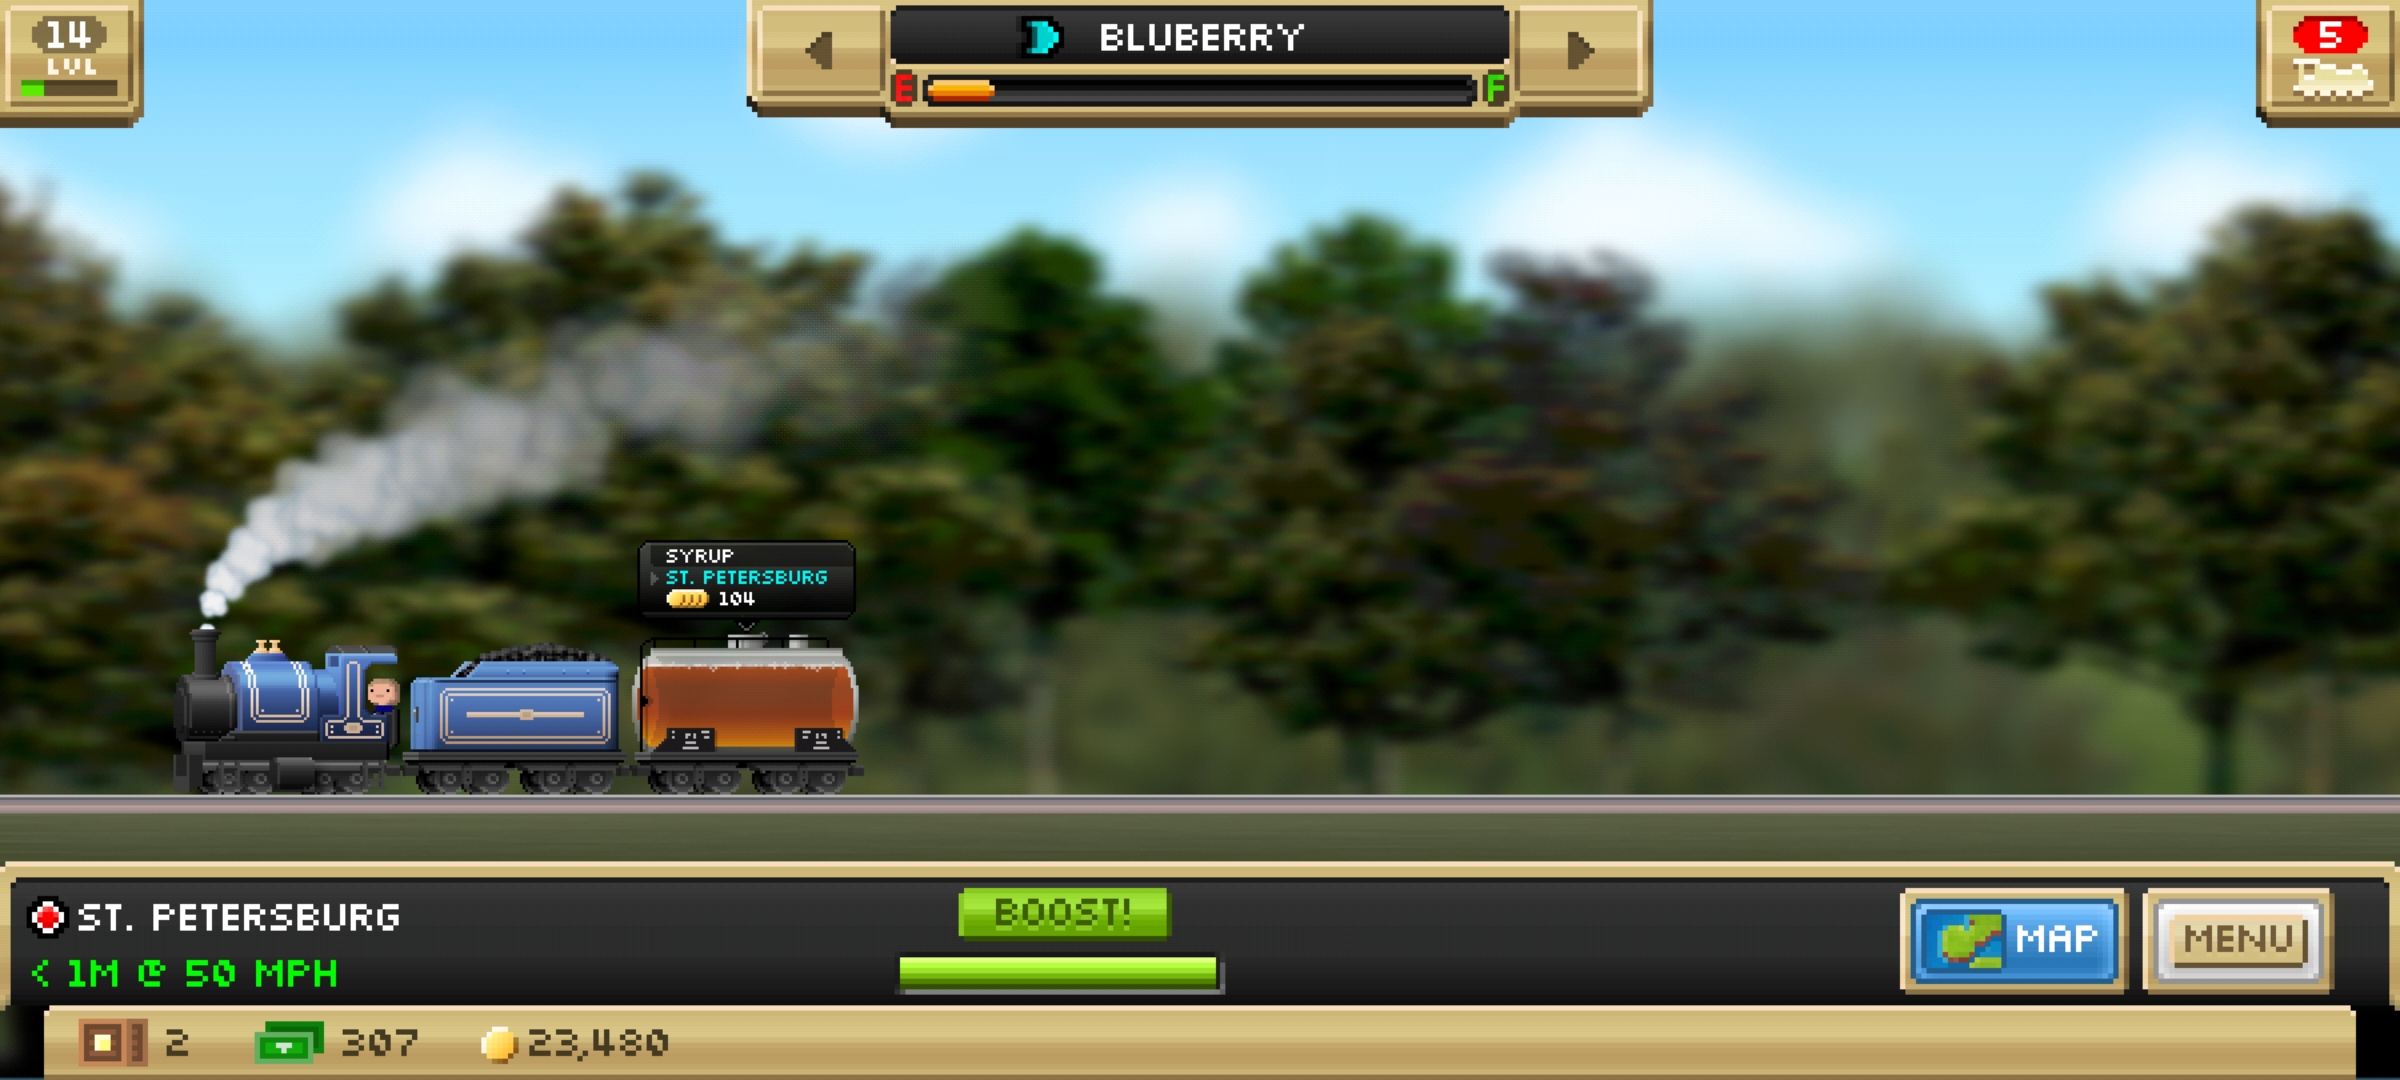 14
LVL
BLUBERRY
E F
5
SYRUP
ST. PETERSBURG
104
ST. PETERSBURG
< 1M @ 50 MPH
BOOST!
MAP
MENU
2
307
23,480